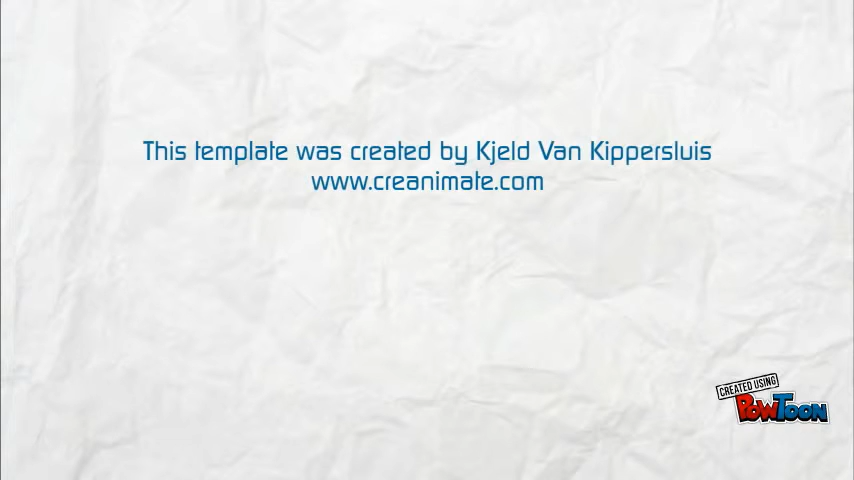 This template was created by Kjeld Van Kippersluis
www.creanimate.com
CREATED USING
POWTOON